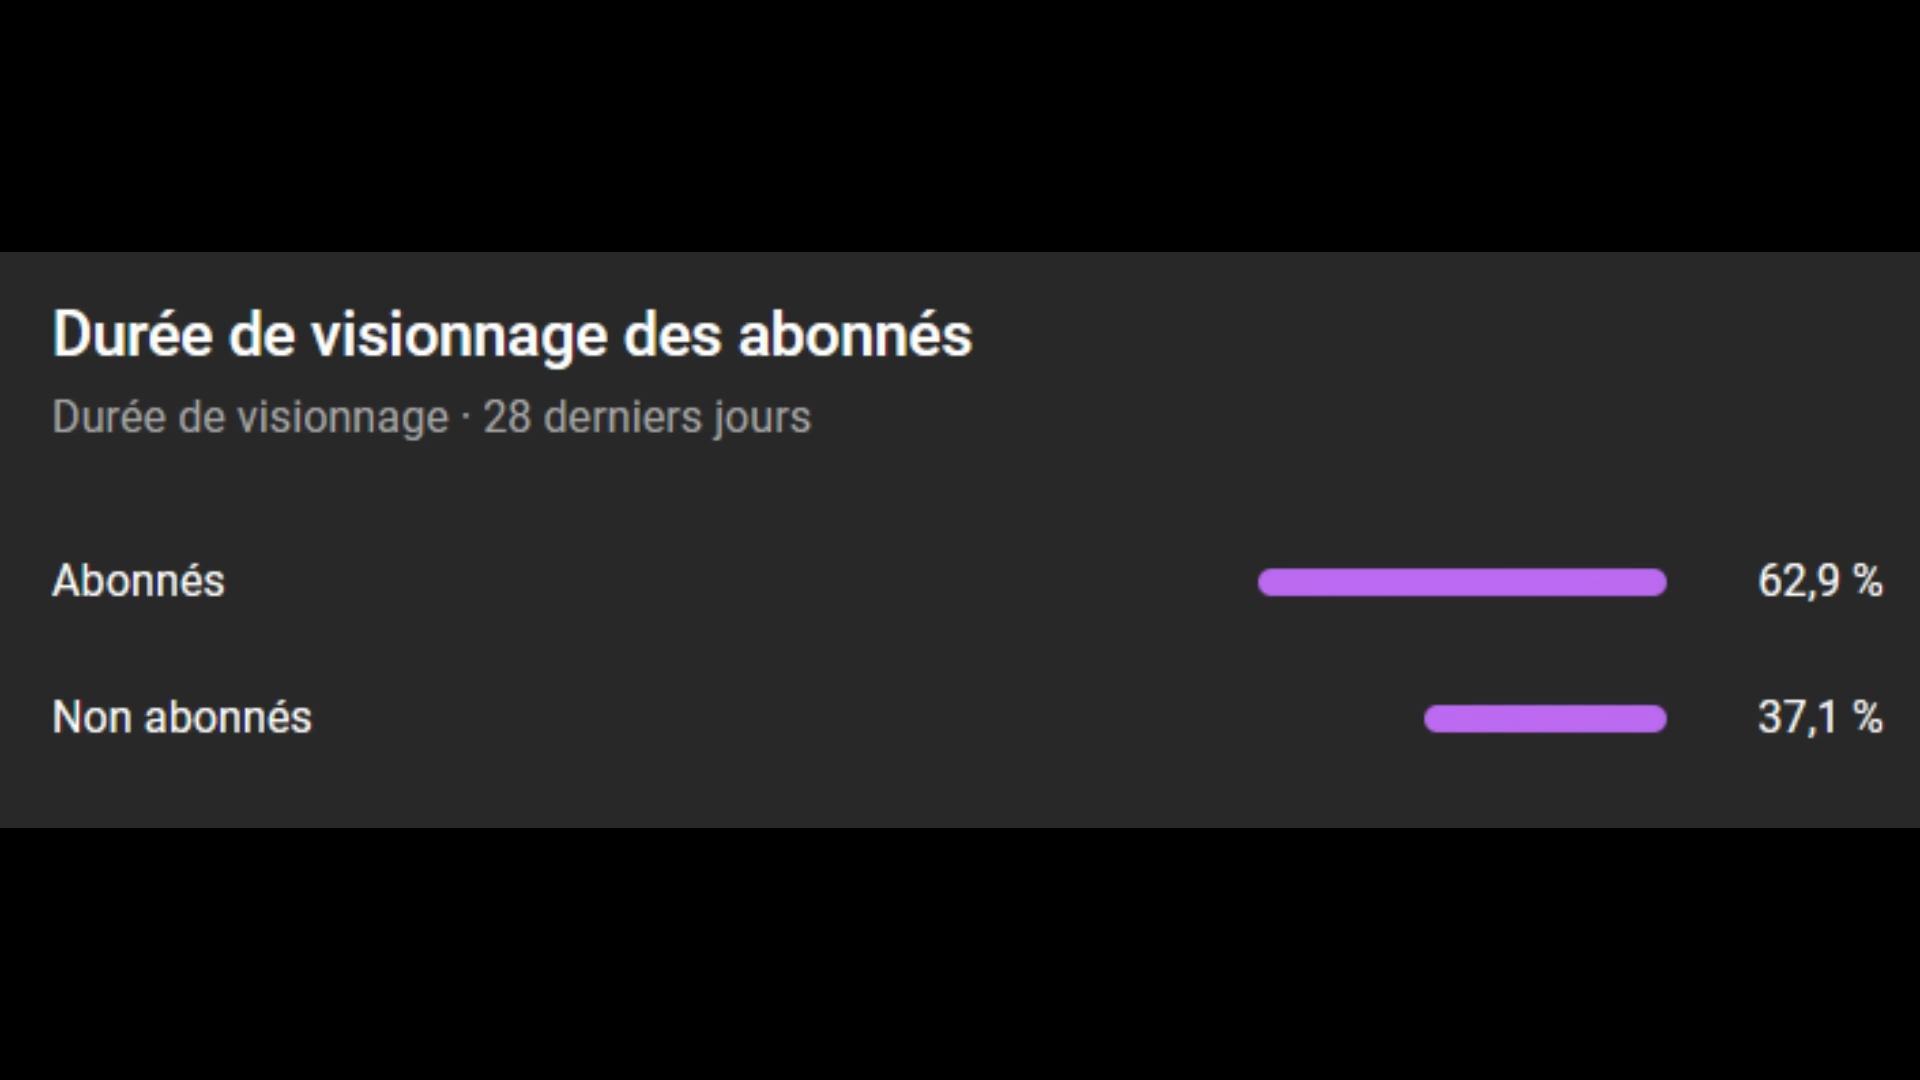 Durée de visionnage des abonnés
Durée de visionnage · 28 derniers jours
Abonnés 62,9 %
Non abonnés 37,1 %